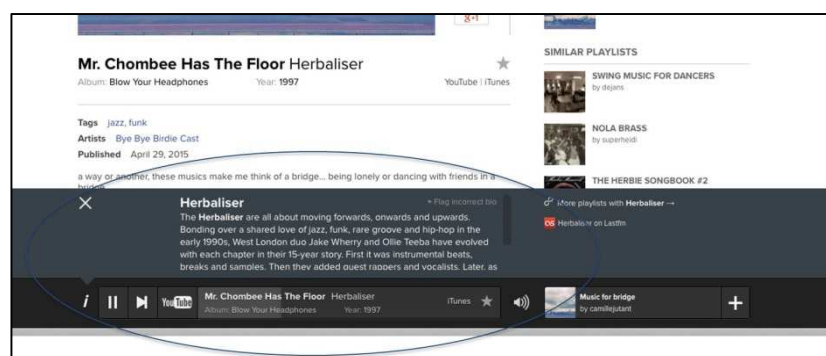 g+1
Mr. Chombee Has The Floor Herbaliser
Album: Blow Your Headphones Year: 1997 YouTube | iTunes
Tags jazz, funk
Artists Bye Bye Birdie Cast
Published April 29, 2015
a way or another, these musics make me think of a bridge... being lonely or dancing with friends in a
bridge
SIMILAR PLAYLISTS
SWING MUSIC FOR DANCERS
by dejans
NOLA BRASS
by superheidi
THE HERBIE SONGBOOK #2
Herbaliser
Flag incorrect bio
The Herbaliser are all about moving forwards, onwards and upwards.
Bonding over a shared love of jazz, funk, rare groove and hip-hop in the
early 1990s, West London duo Jake Wherry and Ollie Teeba have evolved
with each chapter in their 15-year story. First it was instrumental beats,
breaks and samples. Then they added guest rappers and vocalists. Later, as
More playlists with Herbaliser →
Herbaliser on Lastfm
i
YouTube
Mr. Chombee Has The Floor Herbaliser
Album: Blow Your Headphones Year: 1997
iTunes
Music for bridge
by camillejutant
+